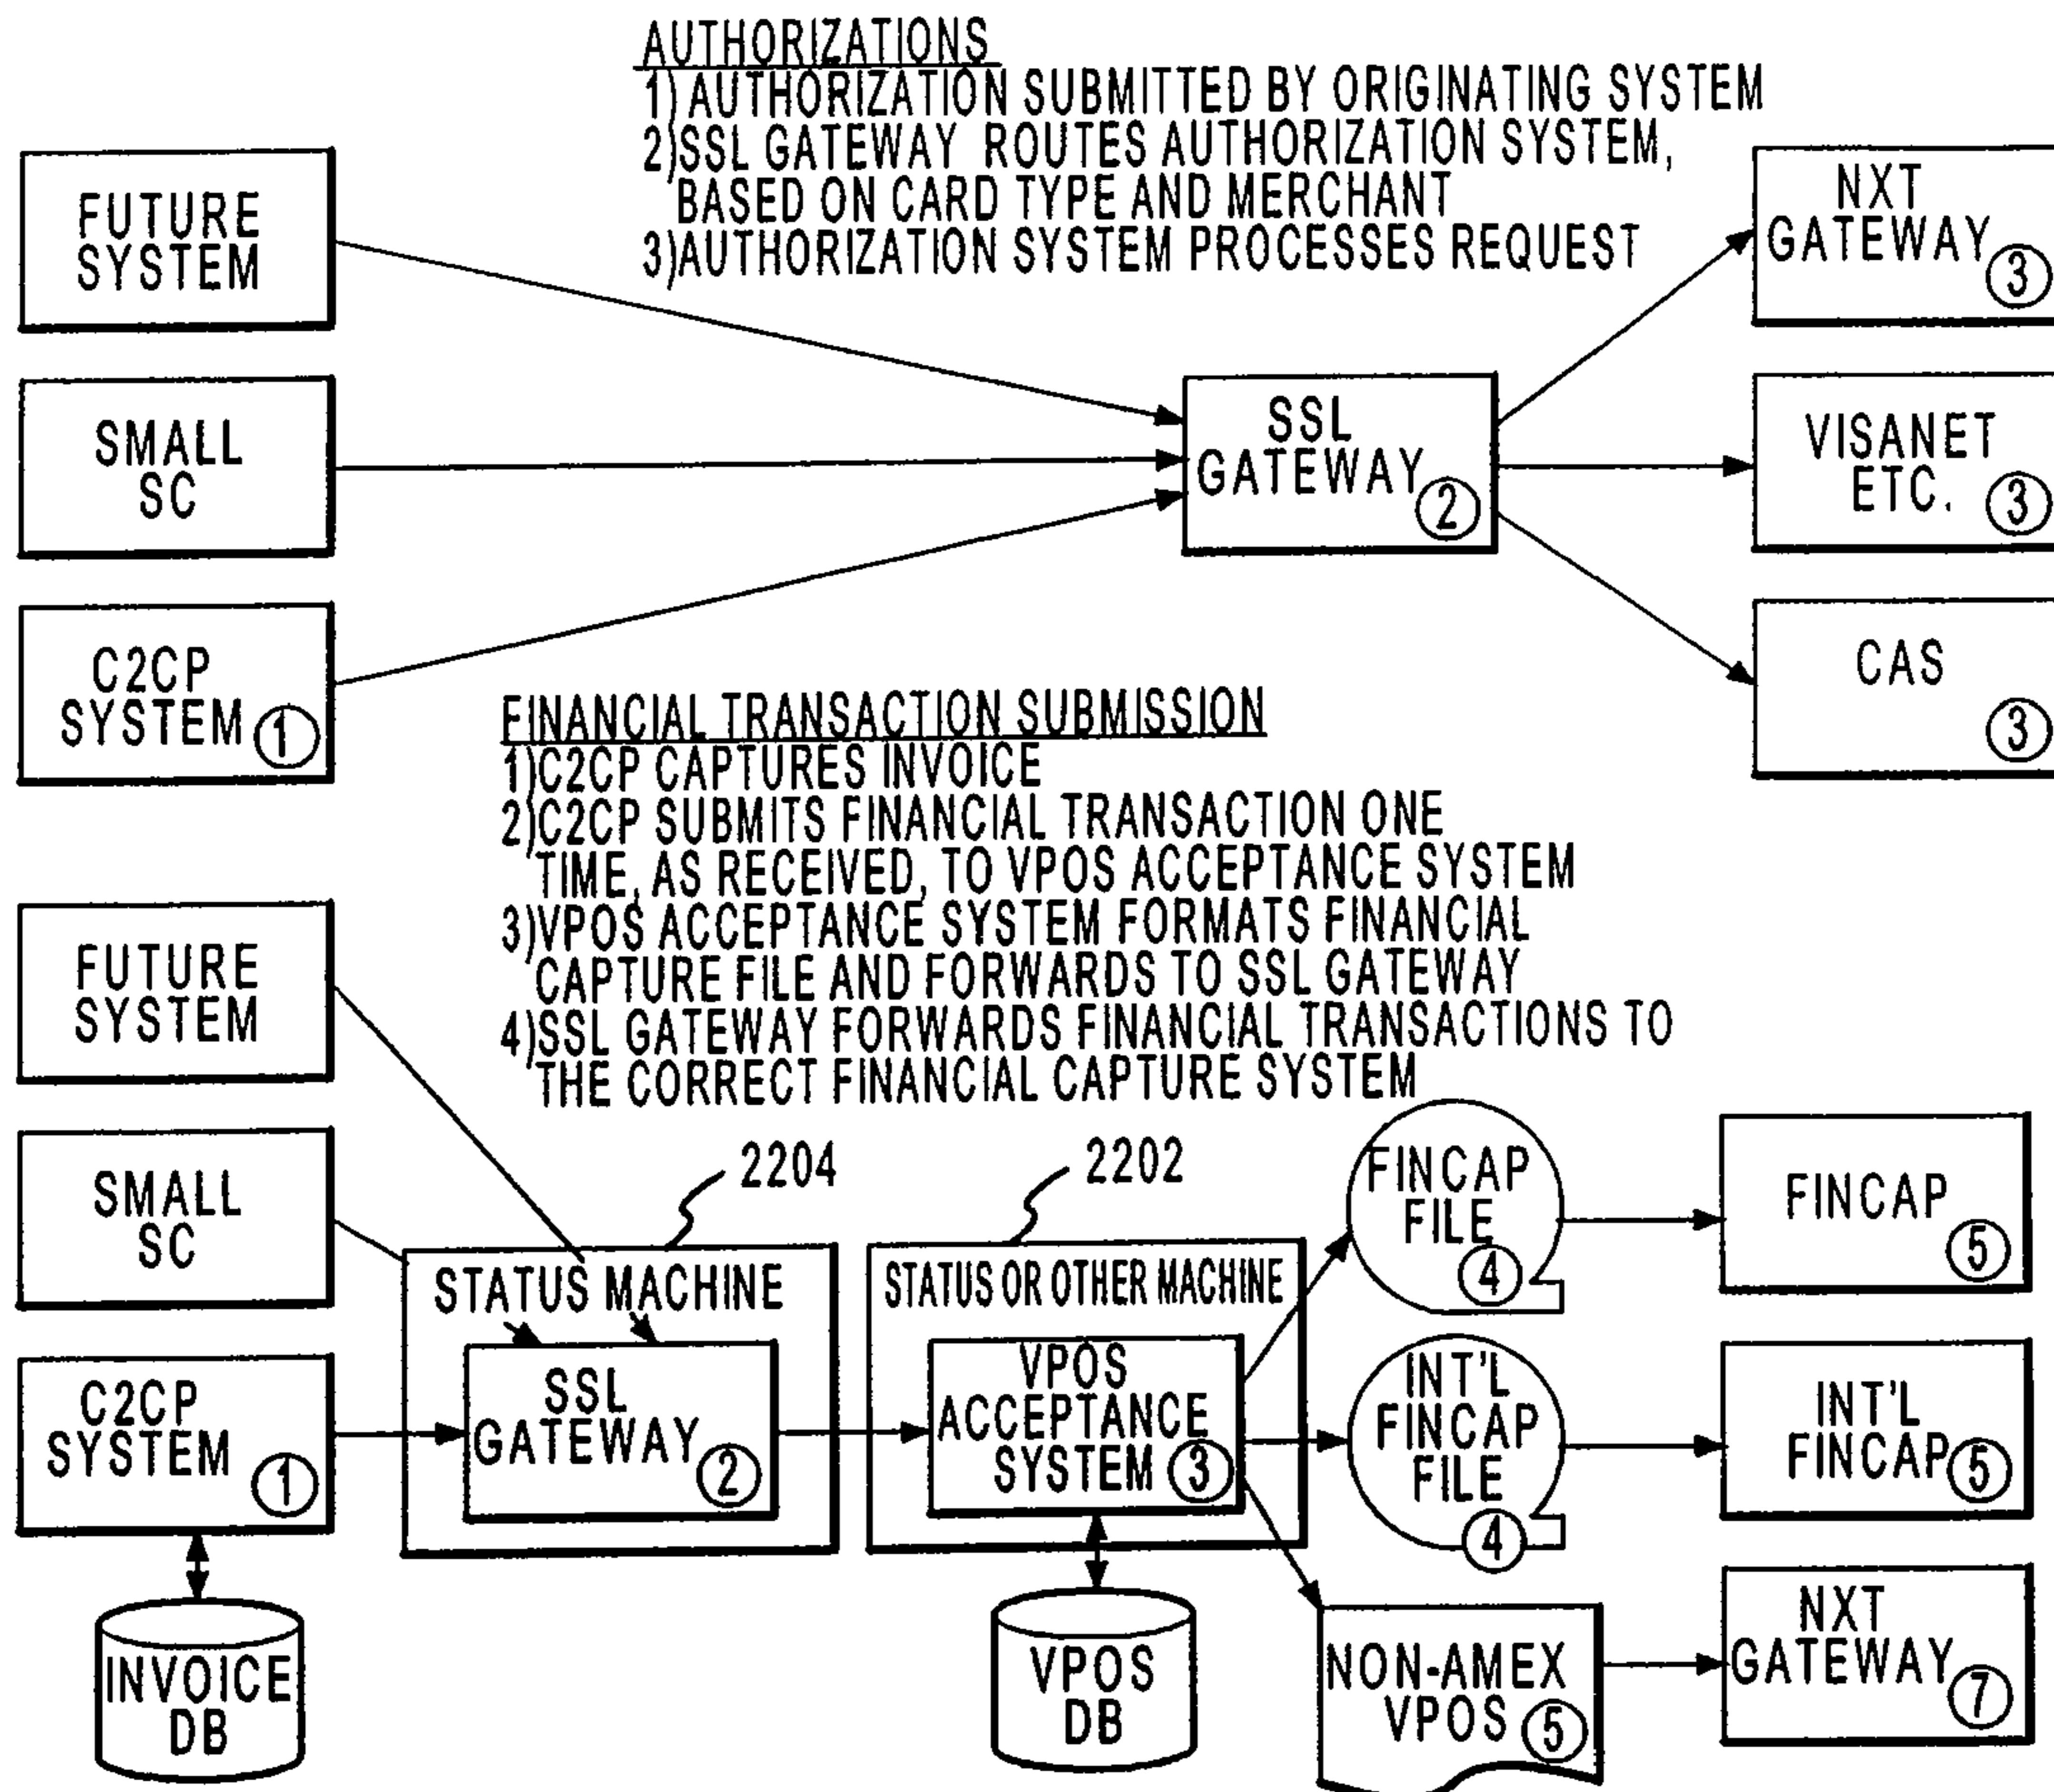 AUTHORIZATIONS
1) AUTHORIZATION SUBMITTED BY ORIGINATING SYSTEM
2)SSL GATEWAY ROUTES AUTHORIZATION SYSTEM,
BASED ON CARD TYPE AND MERCHANT
3)AUTHORIZATION SYSTEM PROCESSES REQUEST
FUTURE
SYSTEM
SMALL
SC
C2CP
SYSTEM 1
SSL
GATEWAY 2
NXT
GATEWAY
3
VISANET
ETC. 3
CAS
3
FINANCIAL TRANSACTION SUBMISSION
1)C2CP CAPTURES INVOICE
2)C2CP SUBMITS FINANCIAL TRANSACTION ONE
TIME, AS RECEIVED, TO VPOS ACCEPTANCE SYSTEM
3)VPOS ACCEPTANCE SYSTEM FORMATS FINANCIAL
CAPTURE FILE AND FORWARDS TO SSL GATEWAY
4)SSL GATEWAY FORWARDS FINANCIAL TRANSACTIONS TO
THE CORRECT FINANCIAL CAPTURE SYSTEM
FUTURE
SYSTEM
SMALL
SC
C2CP
SYSTEM 1
INVOICE
DB
2204
STATUS MACHINE
SSL
GATEWAY 2
2202
STATUS OR OTHER MACHINE
VPOS
ACCEPTANCE
SYSTEM 3
VPOS
DB
FINCAP
FILE
4
INT'L
FINCAP
FILE
4
NON-AMEX
VPOS 5
FINCAP
5
INT'L
FINCAP 5
NXT
GATEWAY
7